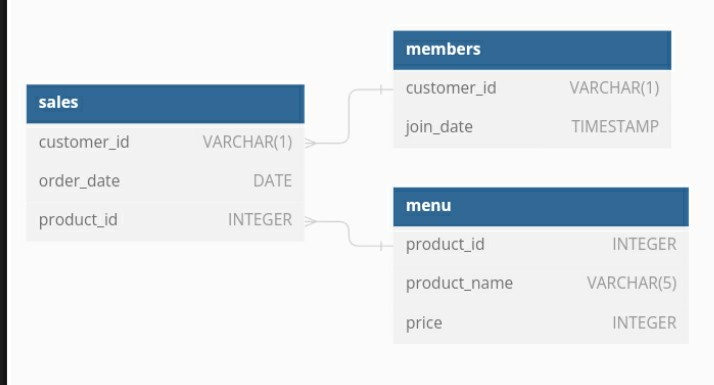 sales
customer_id VARCHAR(1)
order_date DATE
product_id INTEGER
members
customer_id VARCHAR(1)
join_date TIMESTAMP
menu
product_id INTEGER
product_name VARCHAR(5)
price INTEGER